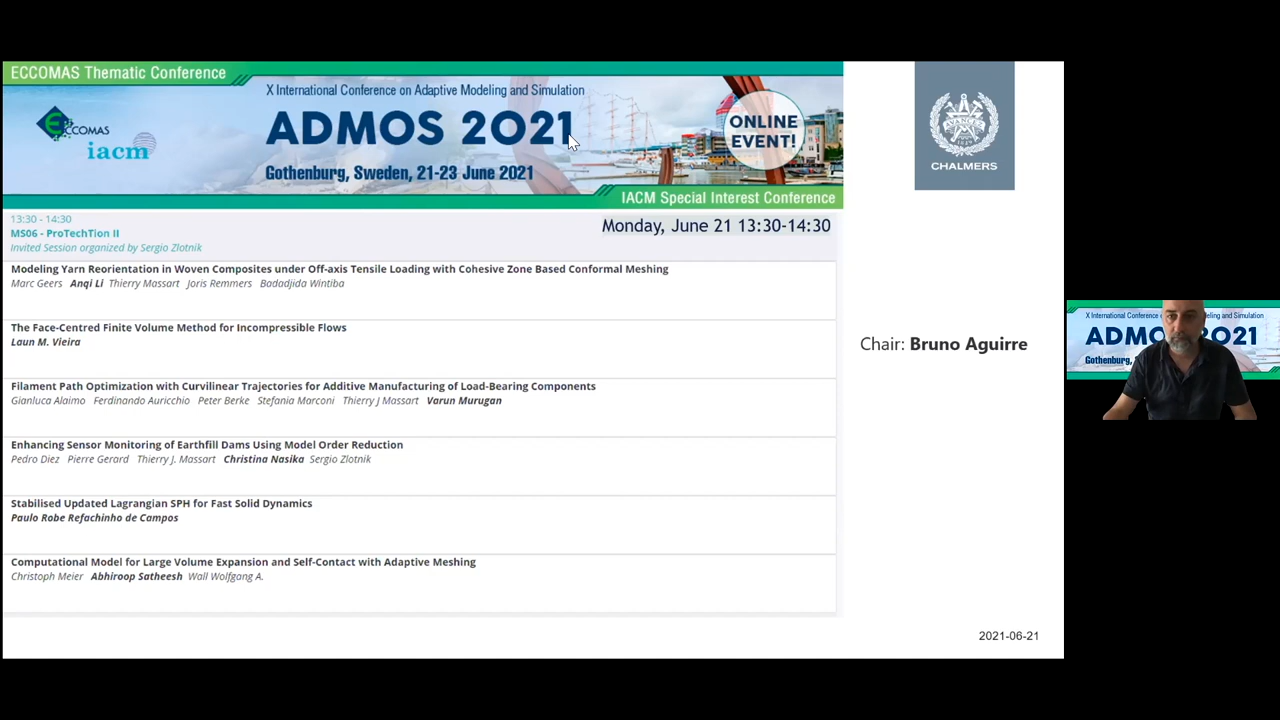 ECCOMAS Thematic Conference
X International Conference on Adaptive Modeling and Simulation
ADMOS 2021
Gothenburg, Sweden, 21-23 June 2021
ECCOMAS
iacm
ONLINE
EVENT!
IACM Special Interest Conference
CHALMERS
13:30 - 14:30
MS06 - ProTechTion II
Invited Session organized by Sergio Zlotnik
Monday, June 21 13:30-14:30
Modeling Yarn Reorientation in Woven Composites under Off-axis Tensile Loading with Cohesive Zone Based Conformal Meshing
Marc Geers Anqi Li Thierry Massart Joris Remmers Badadjida Wintiba
The Face-Centred Finite Volume Method for Incompressible Flows
Laun M. Vieira
Filament Path Optimization with Curvilinear Trajectories for Additive Manufacturing of Load-Bearing Components
Gianluca Alaimo Ferdinando Auricchio Peter Berke Stefania Marconi Thierry J Massart Varun Murugan
Enhancing Sensor Monitoring of Earthfill Dams Using Model Order Reduction
Pedro Diez Pierre Gerard Thierry J. Massart Christina Nasika Sergio Zlotnik
Stabilised Updated Lagrangian SPH for Fast Solid Dynamics
Paulo Robe Refachinho de Campos
Computational Model for Large Volume Expansion and Self-Contact with Adaptive Meshing
Christoph Meier Abhiroop Satheesh Wall Wolfgang A.
Chair: Bruno Aguirre
2021-06-21
X International Conference eling and Simulation
ADMO 2021
Gothenburg,